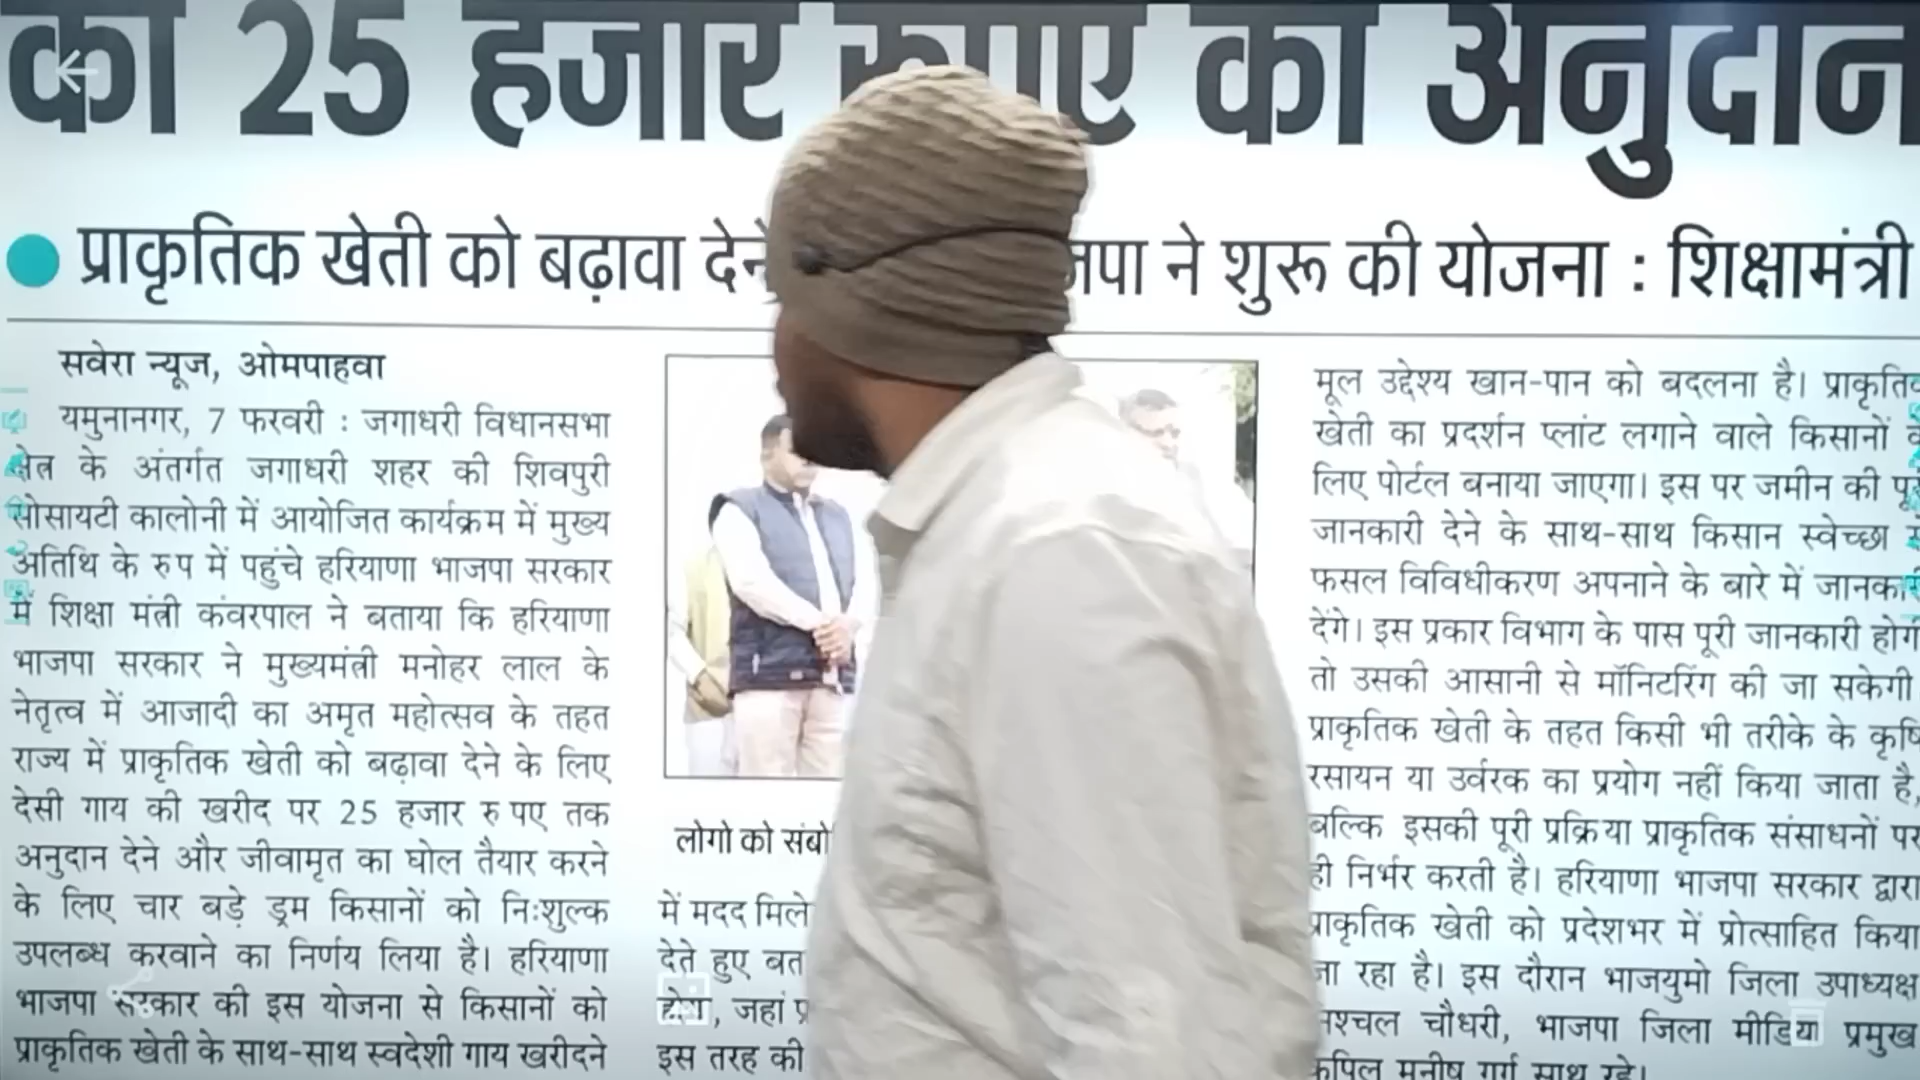 का 25 हजार रुपए का अनुदान
प्राकृतिक खेती को बढ़ावा देने ने शुरू की योजना : शिक्षामंत्री
सवेरा न्यूज, ओमपाहवा
यमुनानगर, 7 फरवरी : जगाधरी विधानसभा
क्षेत्र के अंतर्गत जगाधरी शहर की शिवपुरी
सोसायटी कालोनी में आयोजित कार्यक्रम में मुख्य
अतिथि के रुप में पहुंचे हरियाणा भाजपा सरकार
में शिक्षा मंत्री कंवरपाल ने बताया कि हरियाणा
भाजपा सरकार ने मुख्यमंत्री मनोहर लाल के
नेतृत्व में आजादी का अमृत महोत्सव के तहत
राज्य में प्राकृतिक खेती को बढ़ावा देने के लिए
देसी गाय की खरीद पर 25 हजार रुपए तक
अनुदान देने और जीवामृत का घोल तैयार करने
के लिए चार बड़े ड्रम किसानों को निःशुल्क
उपलब्ध करवाने का निर्णय लिया है। हरियाणा
भाजपा सरकार की इस योजना से किसानों को
प्राकृतिक खेती के साथ-साथ स्वदेशी गाय खरीदने
लोगो को
में मदद
देते हुए
होगा, जहां
इस तरह की
मूल उद्देश्य खान-पान को बदलना है।
खेती का प्रदर्शन प्लांट लगाने वाले किसानों
लिए पोर्टल बनाया जाएगा। इस पर जमीन की
जानकारी देने के साथ-साथ किसान स्वेच्छा
फसल विविधीकरण अपनाने के बारे में
देंगे। इस प्रकार विभाग के पास पूरी जानकारी
तो उसकी आसानी से मॉनिटरिंग की जा सकेगी
प्राकृतिक खेती के तहत किसी भी तरीके के
रसायन या उर्वरक का प्रयोग नहीं किया जाता है,
बल्कि इसकी पूरी प्रक्रिया प्राकृतिक संसाधनों पर
ही निर्भर करती है। हरियाणा भाजपा सरकार द्वारा
प्राकृतिक खेती को प्रदेशभर में प्रोत्साहित किया
जा रहा है। इस दौरान भाजयुमो जिला उपाध्यक्ष
चौधरी, भाजपा जिला मीडिया प्रमुख
कपिल मनीष गर्ग साथ रहे।